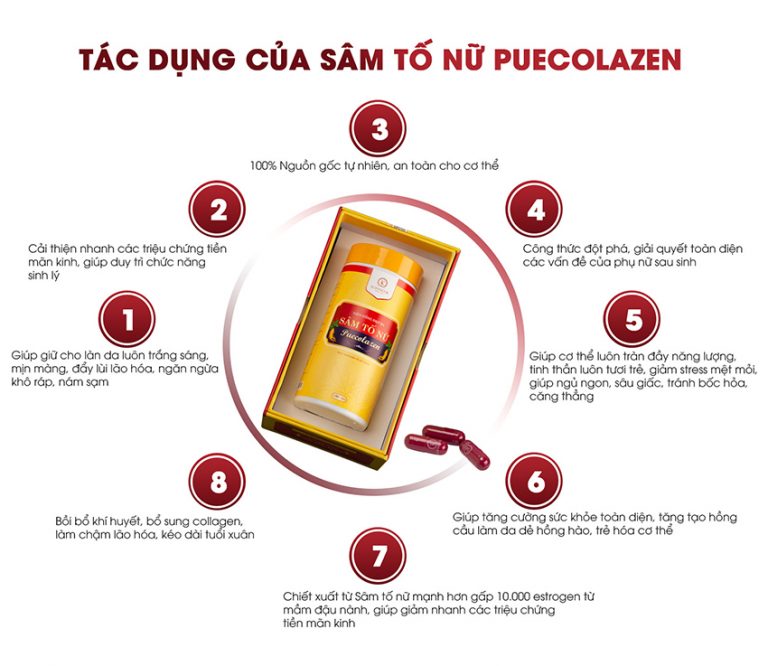 TÁC DỤNG CỦA SÂM TỐ NỮ PUECOLAZEN
1
Giúp giữ cho làn da luôn trắng sáng,
mịn màng, đẩy lùi lão hóa, ngăn ngừa
khô ráp, nám sạm
2
Cải thiện nhanh các triệu chứng tiền
mãn kinh, giúp duy trì chức năng
sinh lý
3
100% Nguồn gốc tự nhiên, an toàn cho cơ thể
4
Công thức đột phá, giải quyết toàn diện
các vấn đề của phụ nữ sau sinh
5
Giúp cơ thể luôn tràn đầy năng lượng,
tinh thần luôn tươi trẻ, giảm stress mệt mỏi,
giúp ngủ ngon, sâu giấc, tránh bốc hỏa,
căng thẳng
6
Giúp tăng cường sức khỏe toàn diện, tăng tạo hồng
cầu làm da dẻ hồng hào, trẻ hóa cơ thể
7
Chiết xuất từ Sâm tố nữ mạnh hơn gấp 10.000 estrogen từ
mầm đậu nành, giúp giảm nhanh các triệu chứng
tiền mãn kinh
8
Bồi bổ khí huyết, bổ sung collagen,
làm chậm lão hóa, kéo dài tuổi xuân
SÂM TỐ NỮ
Puecolazen